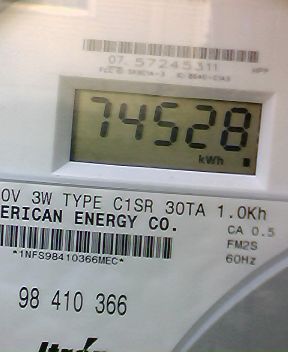 07. 57245311
74528
kWh
0V 3W TYPE C1SR 30TA 1.0Kh
ERICAN ENERGY CO.
CA 0.5
FM2S
*1NFS98410366MEC*
60Hz
98 410 366
Itrón